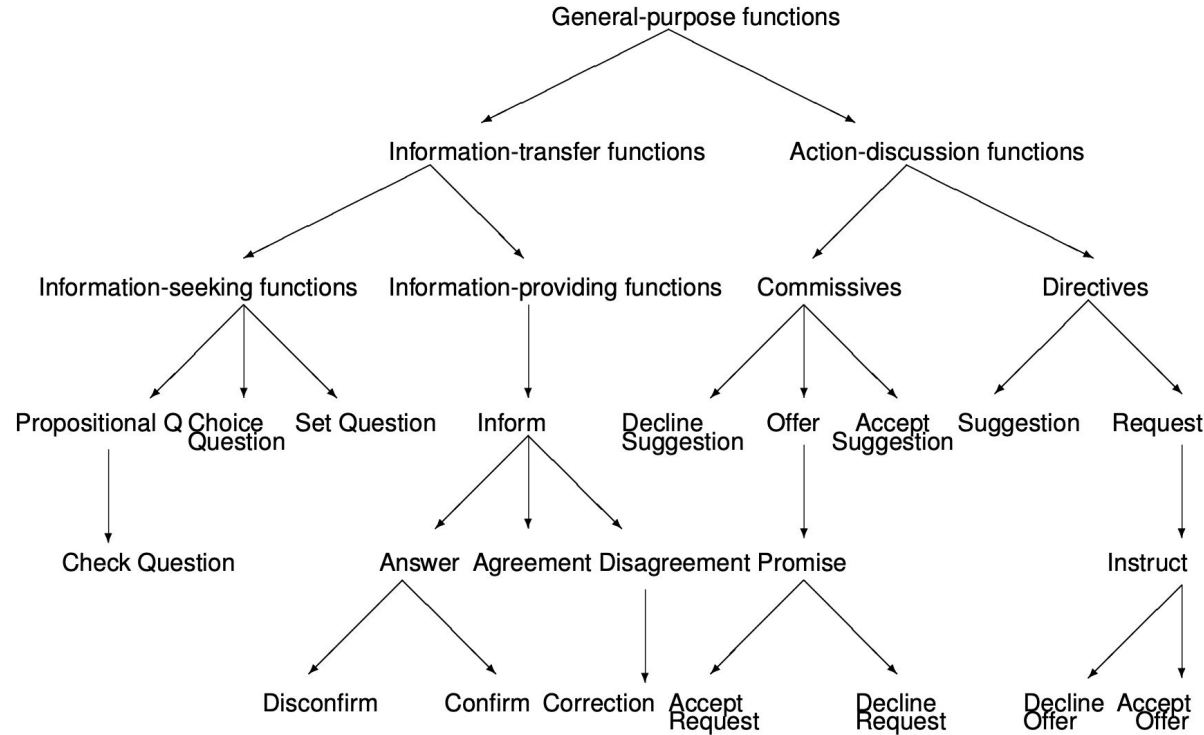 General-purpose functions
Information-transfer functions
Action-discussion functions
Information-seeking functions
Information-providing functions
Commissives
Directives
Propositional Q
Choice
Question
Set Question
Inform
Decline
Suggestion
Offer
Accept
Suggestion
Suggestion
Request
Check Question
Answer
Agreement
Disagreement
Promise
Instruct
Disconfirm
Confirm
Correction
Accept
Request
Decline
Request
Decline
Offer
Accept
Offer